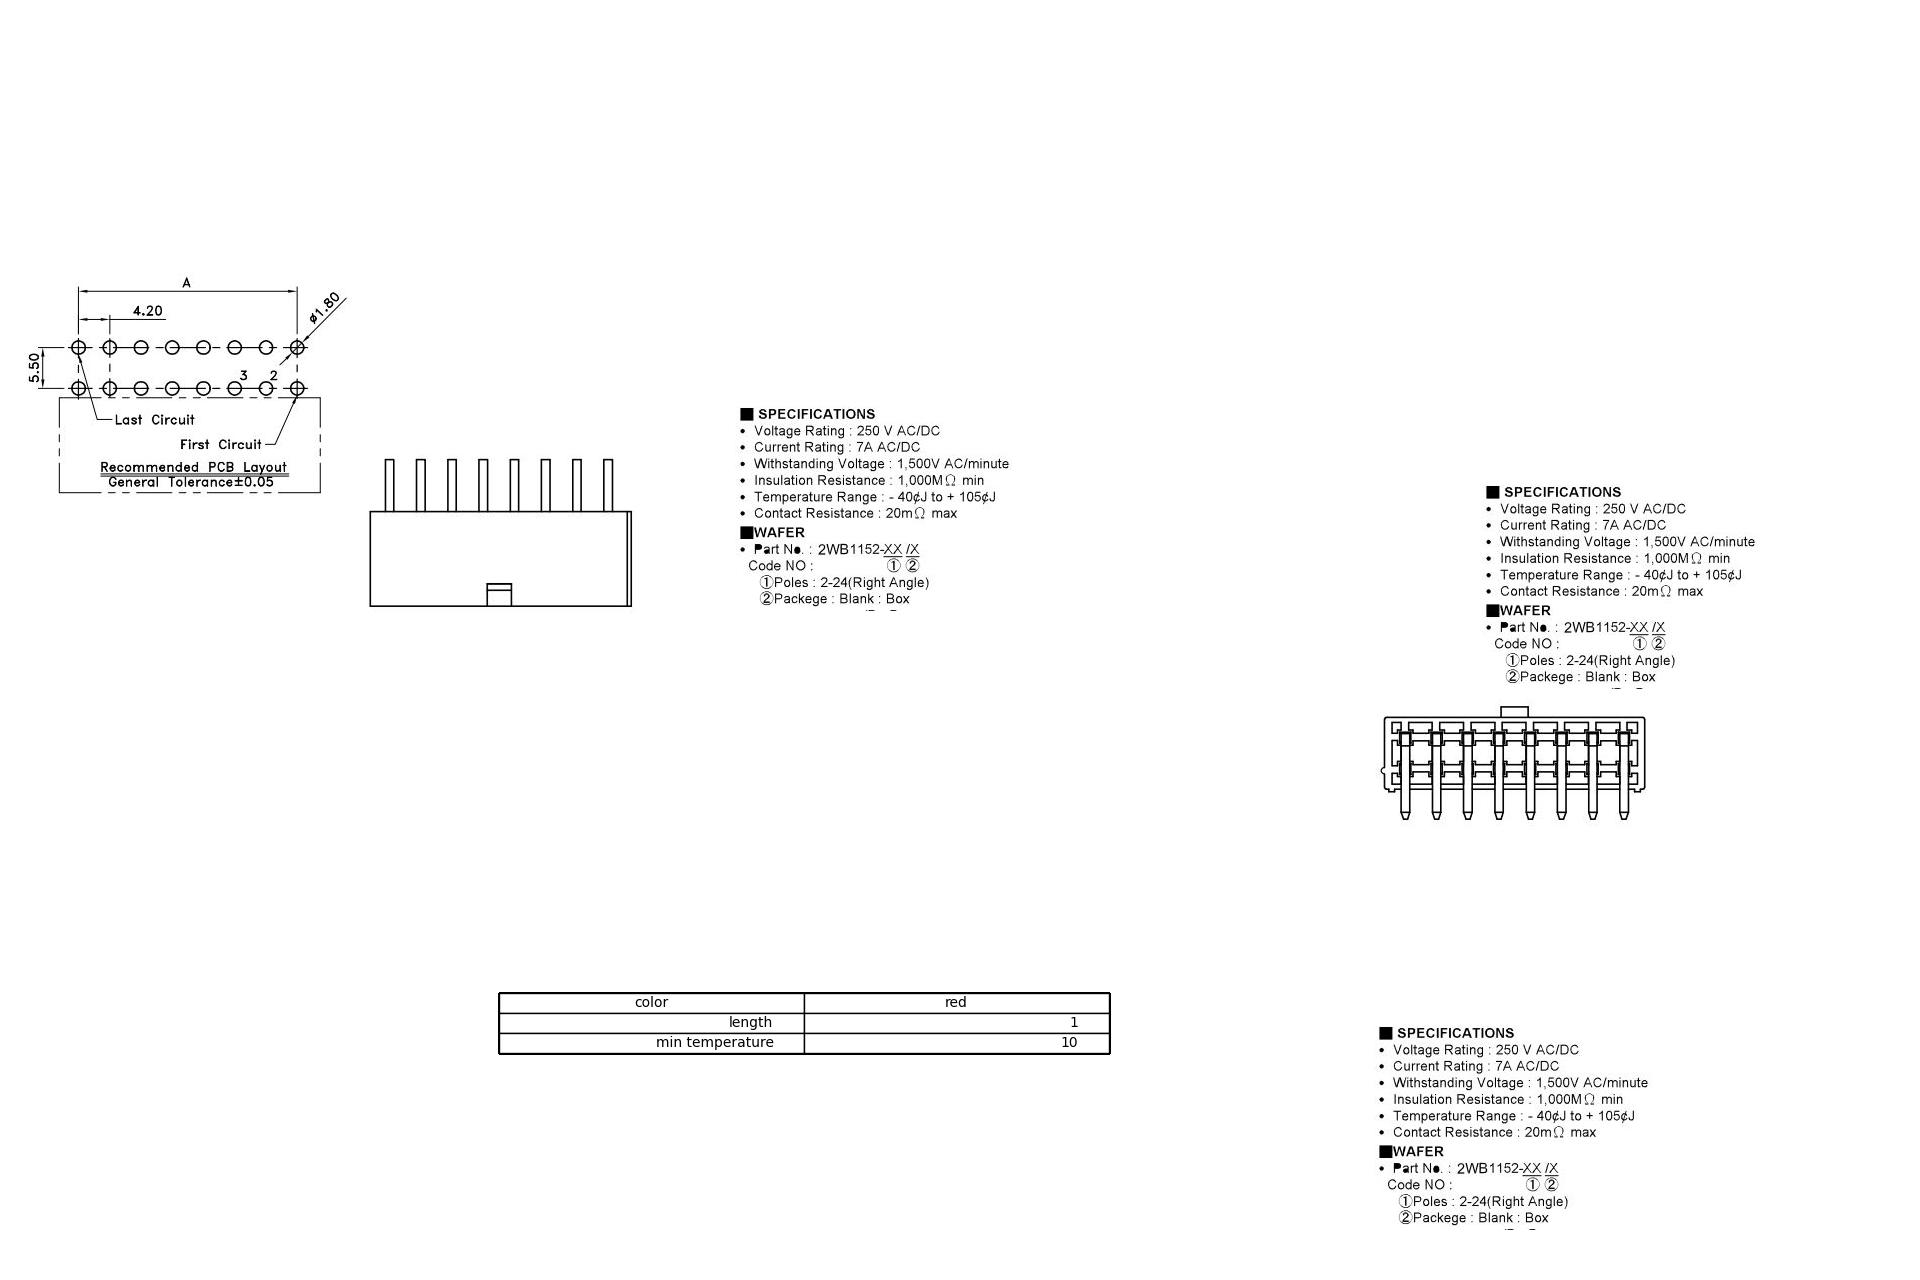 A
4.20
ø1.80
5.50
3 2
Last Circuit
First Circuit
Recommended PCB Layout
General Tolerance±0.05
■ SPECIFICATIONS
• Voltage Rating : 250 V AC/DC
• Current Rating : 7A AC/DC
• Withstanding Voltage : 1,500V AC/minute
• Insulation Resistance : 1,000MΩ min
• Temperature Range : - 40¢J to + 105¢J
• Contact Resistance : 20mΩ max
■WAFER
• Part No. : 2WB1152-XX /X
Code NO : ① ②
①Poles : 2-24(Right Angle)
②Packege : Blank : Box
■ SPECIFICATIONS
• Voltage Rating : 250 V AC/DC
• Current Rating : 7A AC/DC
• Withstanding Voltage : 1,500V AC/minute
• Insulation Resistance : 1,000MΩ min
• Temperature Range : - 40¢J to + 105¢J
• Contact Resistance : 20mΩ max
■WAFER
• Part No. : 2WB1152-XX /X
Code NO : ① ②
①Poles : 2-24(Right Angle)
②Packege : Blank : Box
color red
length 1
min temperature 10
■ SPECIFICATIONS
• Voltage Rating : 250 V AC/DC
• Current Rating : 7A AC/DC
• Withstanding Voltage : 1,500V AC/minute
• Insulation Resistance : 1,000MΩ min
• Temperature Range : - 40¢J to + 105¢J
• Contact Resistance : 20mΩ max
■WAFER
• Part No. : 2WB1152-XX /X
Code NO : ① ②
①Poles : 2-24(Right Angle)
②Packege : Blank : Box